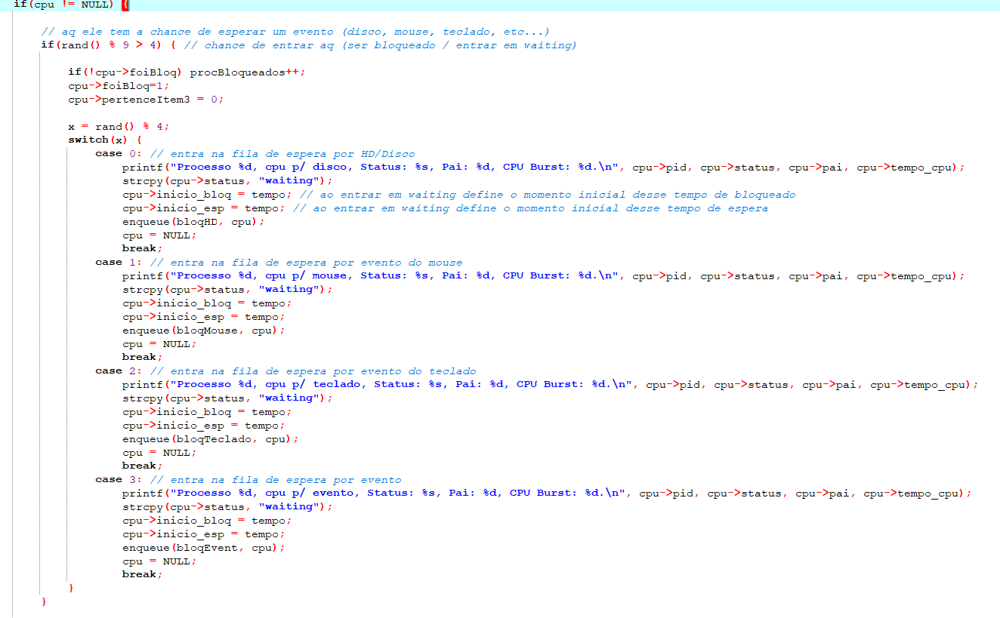 if(cpu != NULL) {
// aq ele tem a chance de esperar um evento (disco, mouse, teclado, etc...)
if(rand() % 9 > 4) { // chance de entrar aq (ser bloqueado / entrar em waiting)
if(!cpu->foiBloq) procBloqueados++;
cpu->foiBloq=1;
cpu->pertenceItem3 = 0;
x = rand() % 4;
switch(x) {
case 0: // entra na fila de espera por HD/Disco
printf("Processo %d, cpu p/ disco, Status: %s, Pai: %d, CPU Burst: %d.\n", cpu->pid, cpu->status, cpu->pai, cpu->tempo_cpu);
strcpy(cpu->status, "waiting");
cpu->inicio_bloq = tempo; // ao entrar em waiting define o momento inicial desse tempo de bloqueado
cpu->inicio_esp = tempo; // ao entrar em waiting define o momento inicial desse tempo de espera
enqueue(bloqHD, cpu);
cpu = NULL;
break;
case 1: // entra na fila de espera por evento do mouse
printf("Processo %d, cpu p/ mouse, Status: %s, Pai: %d, CPU Burst: %d.\n", cpu->pid, cpu->status, cpu->pai, cpu->tempo_cpu);
strcpy(cpu->status, "waiting");
cpu->inicio_bloq = tempo;
cpu->inicio_esp = tempo;
enqueue(bloqMouse, cpu);
cpu = NULL;
break;
case 2: // entra na fila de espera por evento do teclado
printf("Processo %d, cpu p/ teclado, Status: %s, Pai: %d, CPU Burst: %d.\n", cpu->pid, cpu->status, cpu->pai, cpu->tempo_cpu);
strcpy(cpu->status, "waiting");
cpu->inicio_bloq = tempo;
cpu->inicio_esp = tempo;
enqueue(bloqTeclado, cpu);
cpu = NULL;
break;
case 3: // entra na fila de espera por evento
printf("Processo %d, cpu p/ evento, Status: %s, Pai: %d, CPU Burst: %d.\n", cpu->pid, cpu->status, cpu->pai, cpu->tempo_cpu);
strcpy(cpu->status, "waiting");
cpu->inicio_bloq = tempo;
cpu->inicio_esp = tempo;
enqueue(bloqEvent, cpu);
cpu = NULL;
break;
}
}